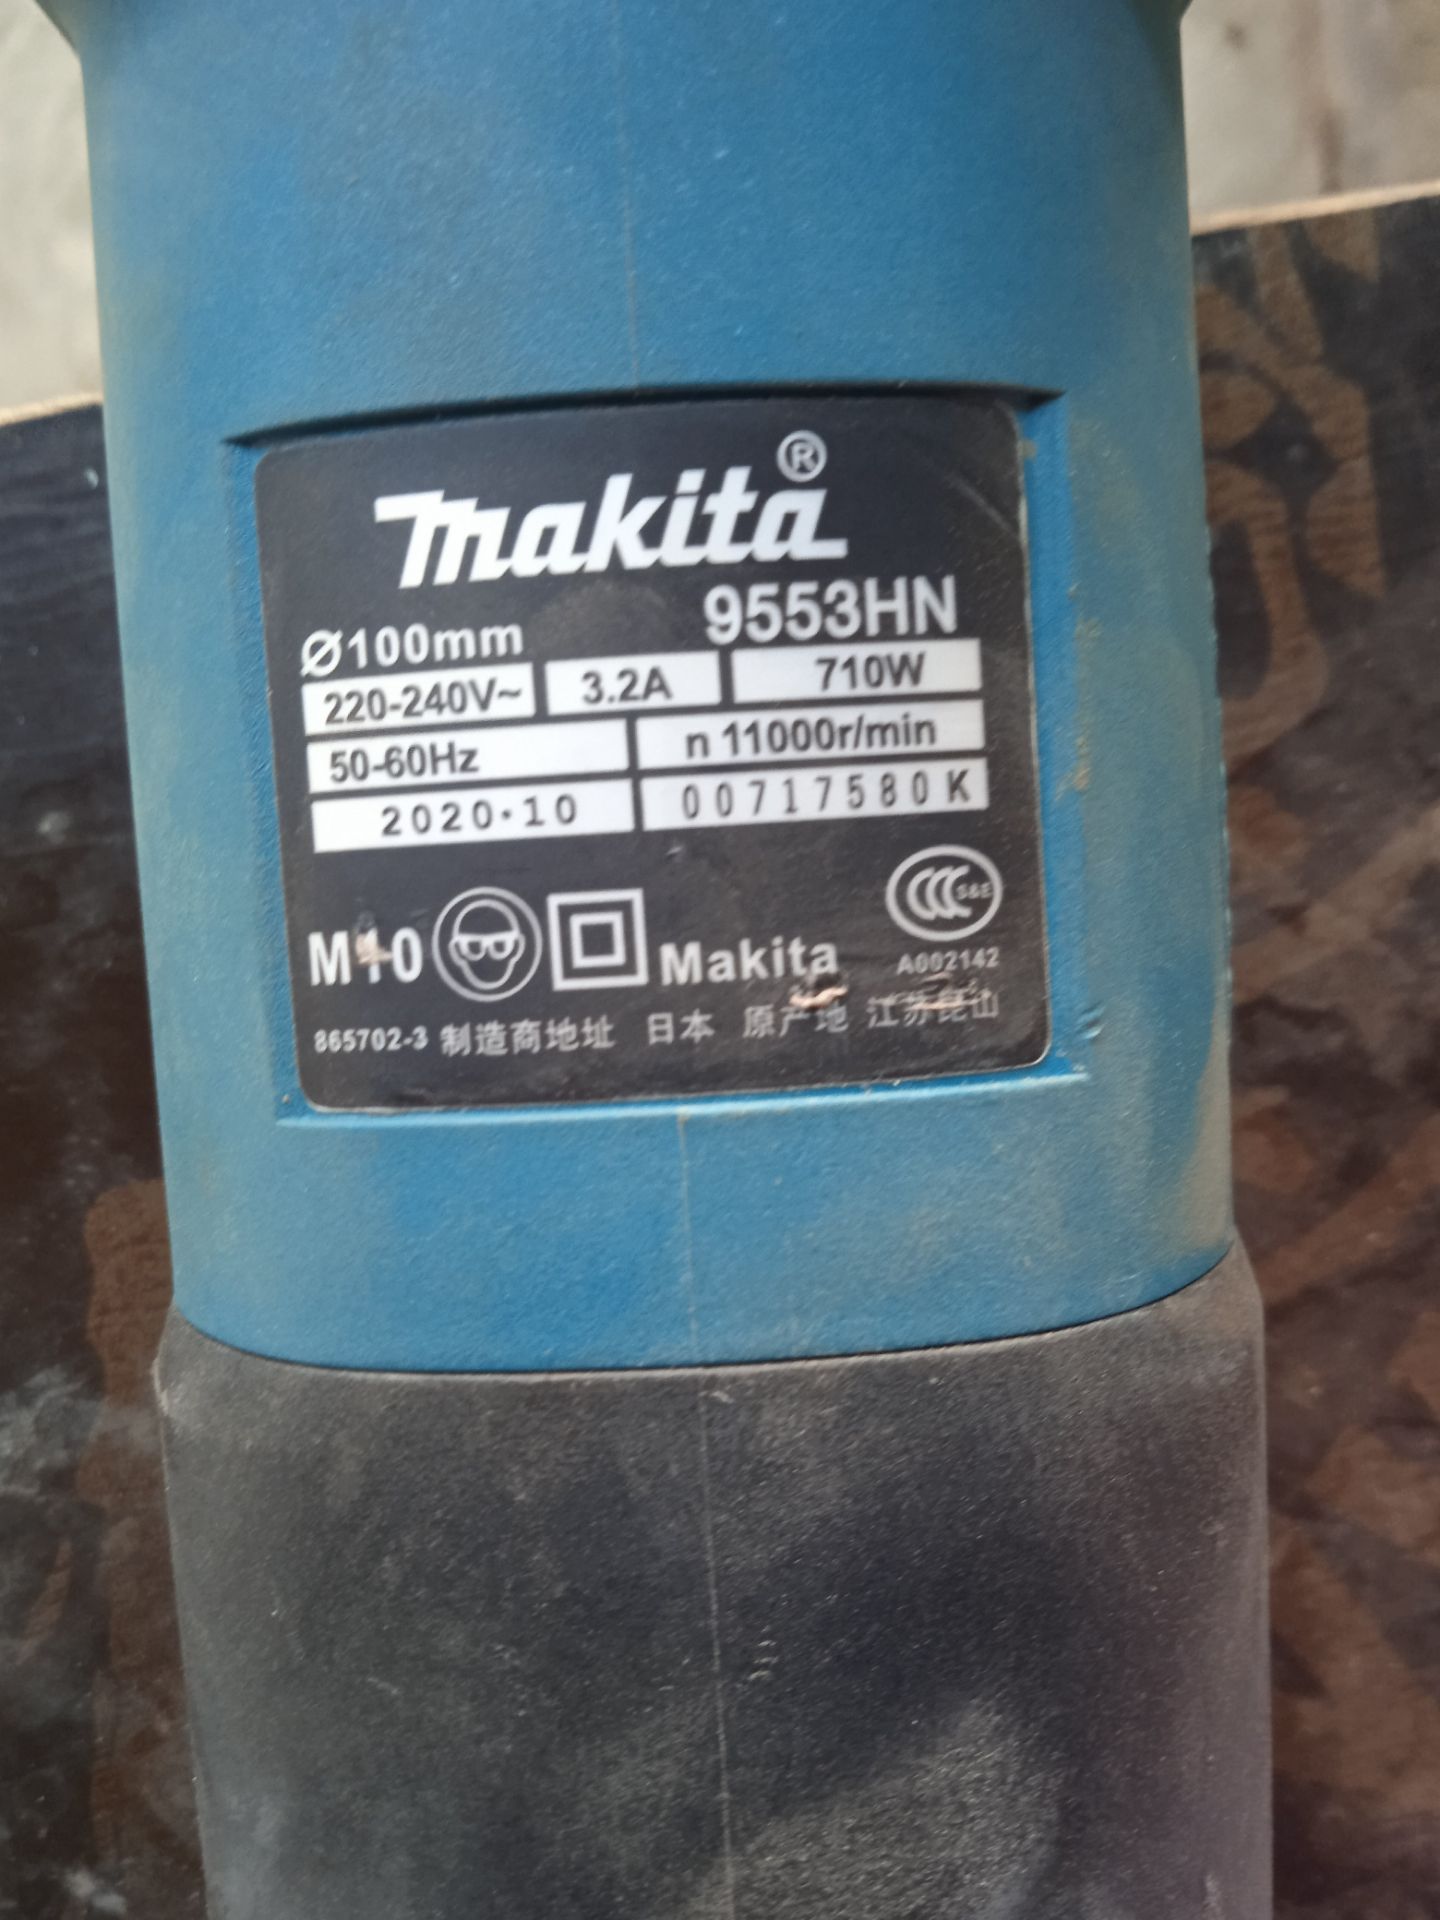 makita®
9553HN
Ø100mm
220-240V~ 3.2A 710W
50-60Hz n 11000r/min
2020·10 00717580K
M10 Makita
CCC S&E
A002142
865702-3 制造商地址 日本 原产地 江苏昆山